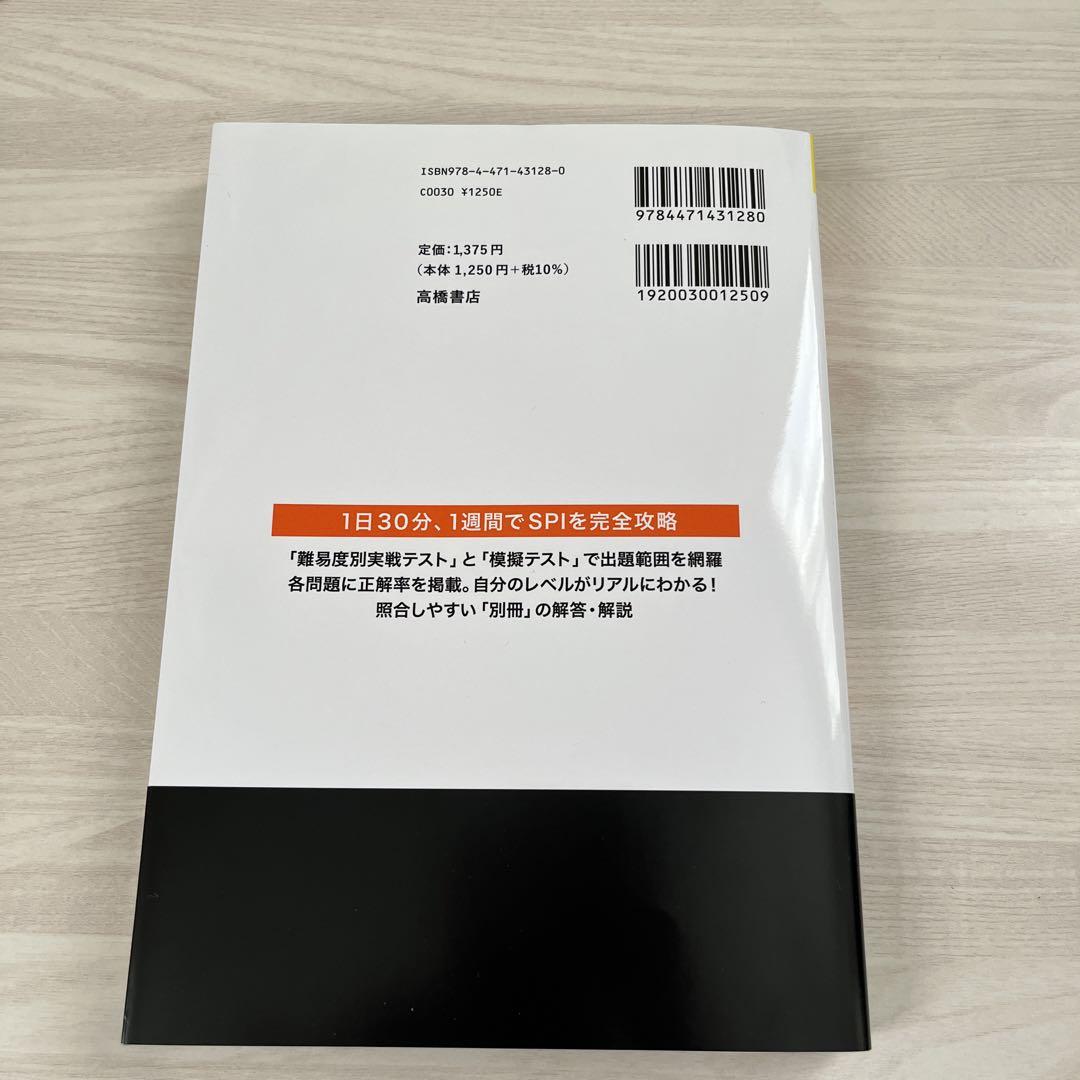 ISBN978-4-471-43128-0
C0030 ¥1250E
9784471431280
定価：1,375円
（本体 1,250円＋税10%）
高橋書店
1920030012509
1日30分、1週間でSPIを完全攻略
「難易度別実戦テスト」と「模擬テスト」で出題範囲を網羅
各問題に正解率を掲載。自分のレベルがリアルにわかる！
照合しやすい「別冊」の解答・解説